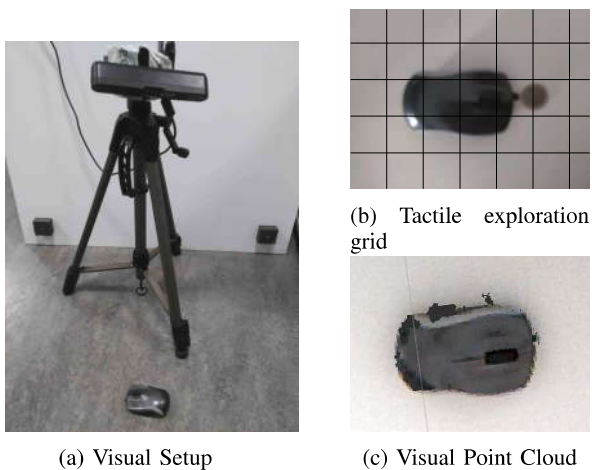 (b) Tactile exploration
grid
(a) Visual Setup
(c) Visual Point Cloud